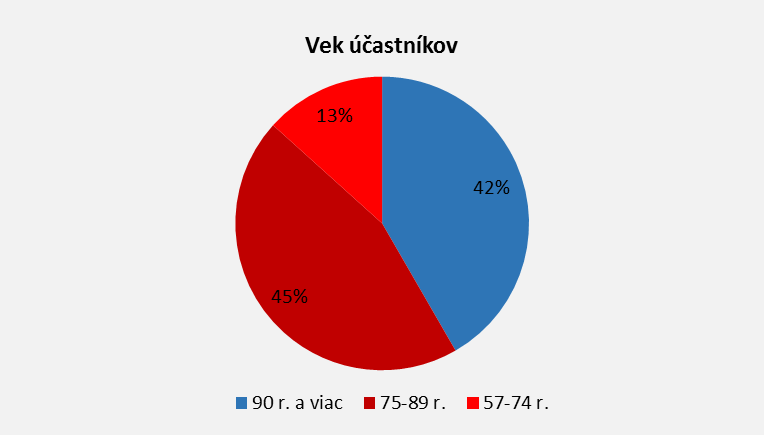 Vek účastníkov
13%
42%
45%
90 r. a viac 75-89 r. 57-74 r.